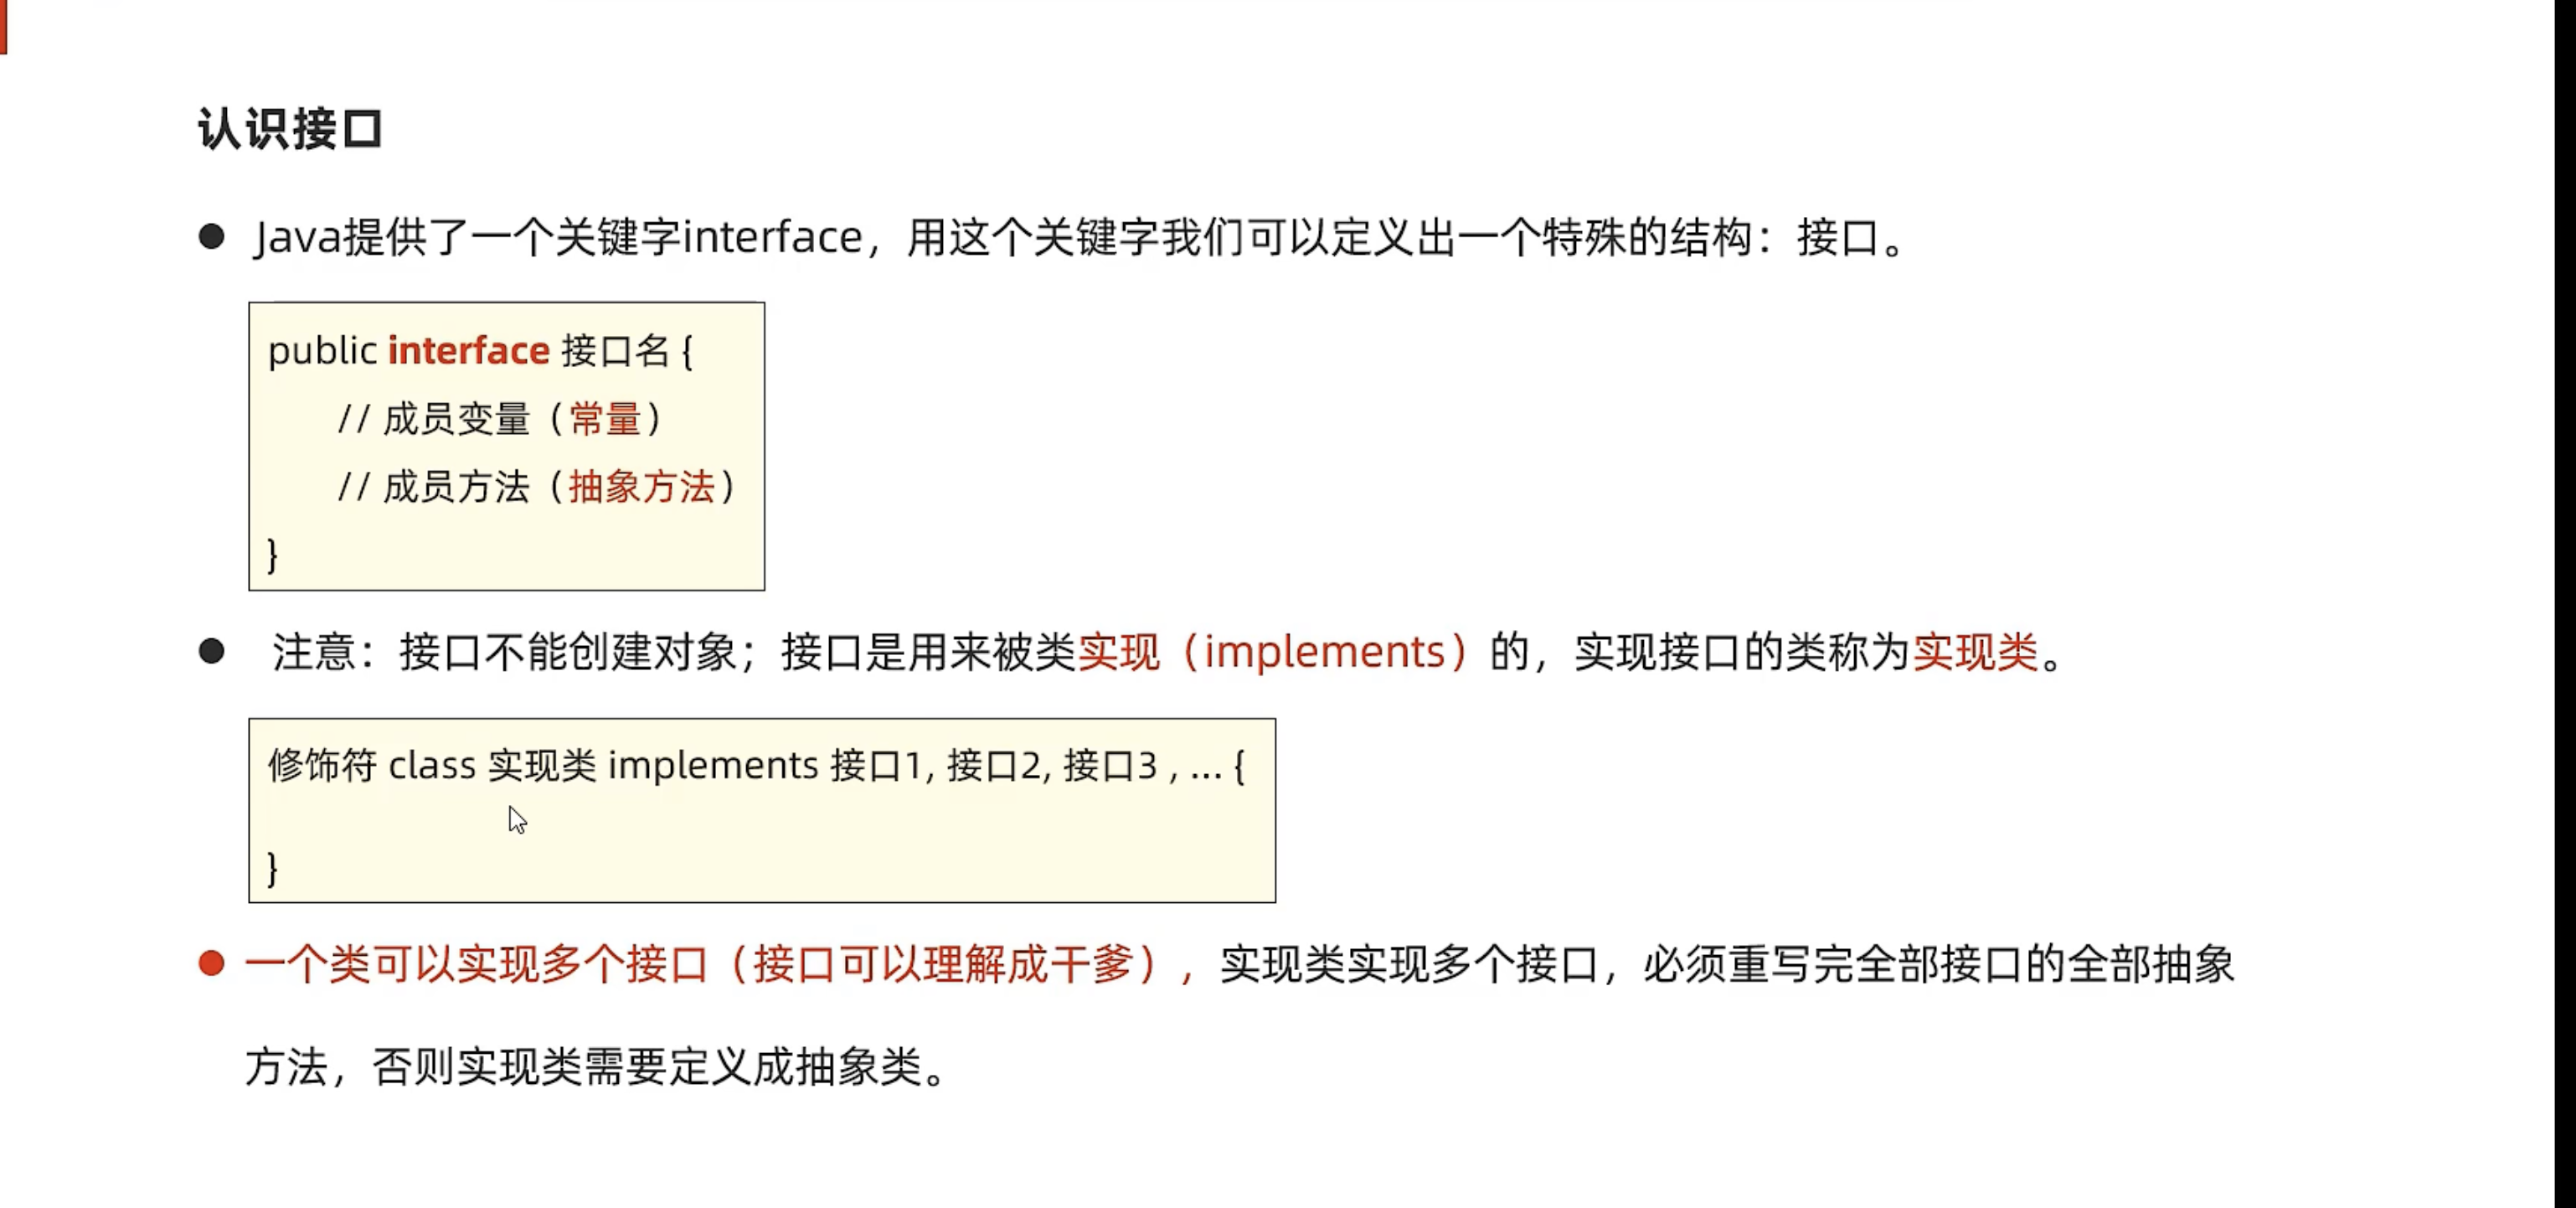 认识接口
Java提供了一个关键字interface，用这个关键字我们可以定义出一个特殊的结构：接口。
public interface 接口名 {
// 成员变量（常量）
// 成员方法（抽象方法）
}
注意：接口不能创建对象；接口是用来被类实现（implements）的，实现接口的类称为实现类。
修饰符 class 实现类 implements 接口1, 接口2, 接口3 , ... {
}
一个类可以实现多个接口（接口可以理解成干爹），实现类实现多个接口，必须重写完全部接口的全部抽象
方法，否则实现类需要定义成抽象类。